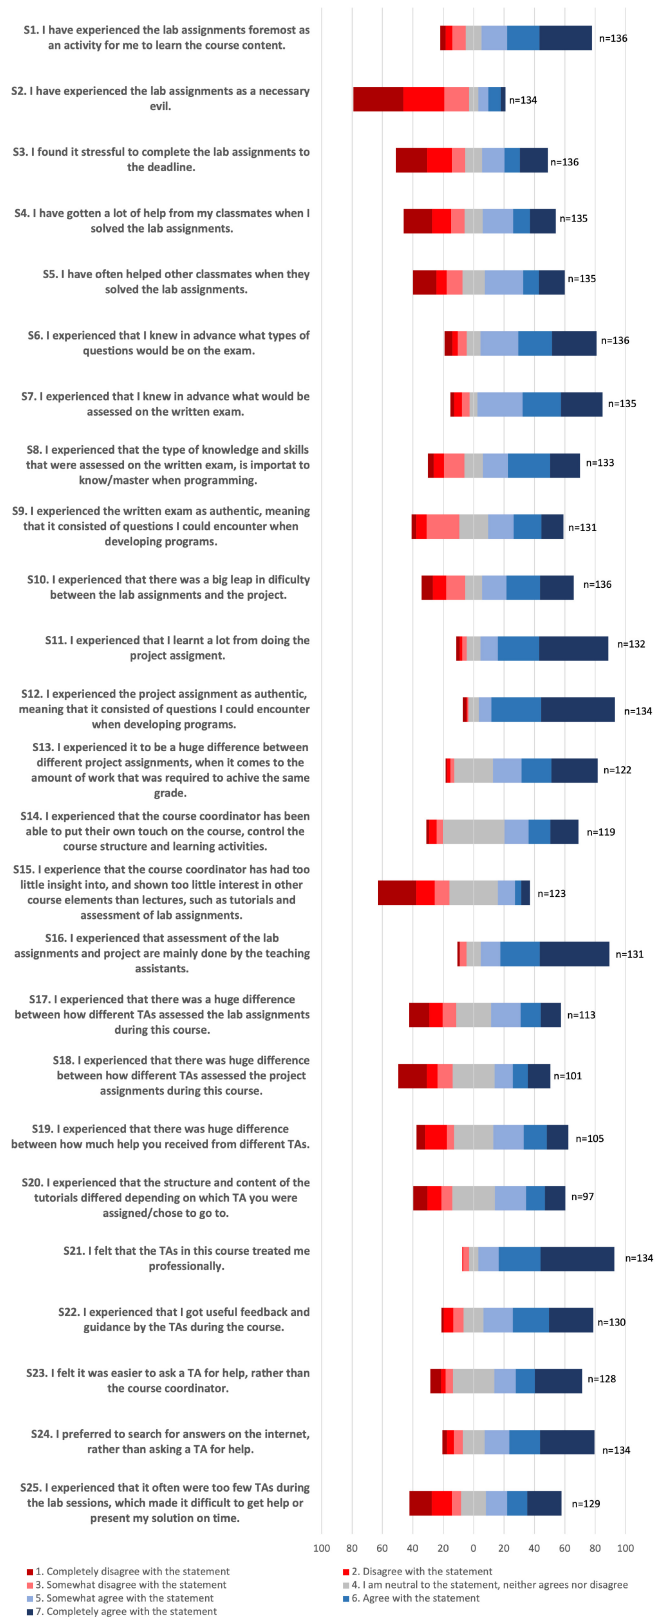 S1. I have experienced the lab assignments foremost as
an activity for me to learn the course content.
n=136
S2. I have experienced the lab assignments as a necessary
evil.
n=134
S3. I found it stressful to complete the lab assignments to
the deadline.
n=136
S4. I have gotten a lot of help from my classmates when I
solved the lab assignments.
n=135
S5. I have often helped other classmates when they
solved the lab assignments.
n=135
S6. I experienced that I knew in advance what types of
questions would be on the exam.
n=136
S7. I experienced that I knew in advance what would be
assessed on the written exam.
n=135
S8. I experienced that the type of knowledge and skills
that were assessed on the written exam, is importat to
know/master when programming.
n=133
S9. I experienced the written exam as authentic, meaning
that it consisted of questions I could encounter when
developing programs.
n=131
S10. I experienced that there was a big leap in dificulty
between the lab assignments and the project.
n=136
S11. I experienced that I learnt a lot from doing the
project assigment.
n=132
S12. I experienced the project assignment as authentic,
meaning that it consisted of questions I could encounter
when developing programs.
n=134
S13. I experienced it to be a huge difference between
different project assignments, when it comes to the
amount of work that was required to achive the same
grade.
n=122
S14. I experienced that the course coordinator has been
able to put their own touch on the course, control the
course structure and learning activities.
n=119
S15. I experience that the course coordinator has had too
little insight into, and shown too little interest in other
course elements than lectures, such as tutorials and
assessment of lab assignments.
n=123
S16. I experienced that assessment of the lab
assignments and project are mainly done by the teaching
assistants.
n=131
S17. I experienced that there was a huge difference
between how different TAs assessed the lab assignments
during this course.
n=113
S18. I experienced that there was huge difference
between how different TAs assessed the project
assignments during this course.
n=101
S19. I experienced that there was huge difference
between how much help you received from different TAs.
n=105
S20. I experienced that the structure and content of the
tutorials differed depending on which TA you were
assigned/chose to go to.
n=97
S21. I felt that the TAs in this course treated me
professionally.
n=134
S22. I experienced that I got useful feedback and
guidance by the TAs during the course.
n=130
S23. I felt it was easier to ask a TA for help, rather than
the course coordinator.
n=128
S24. I preferred to search for answers on the internet,
rather than asking a TA for help.
n=134
S25. I experienced that it often were too few TAs during
the lab sessions, which made it difficult to get help or
present my solution on time.
n=129
100 80 60 40 20 0 20 40 60 80 100
1. Completely disagree with the statement
2. Disagree with the statement
3. Somewhat disagree with the statement
4. I am neutral to the statement, neither agrees nor disagree
5. Somewhat agree with the statement
6. Agree with the statement
7. Completely agree with the statement